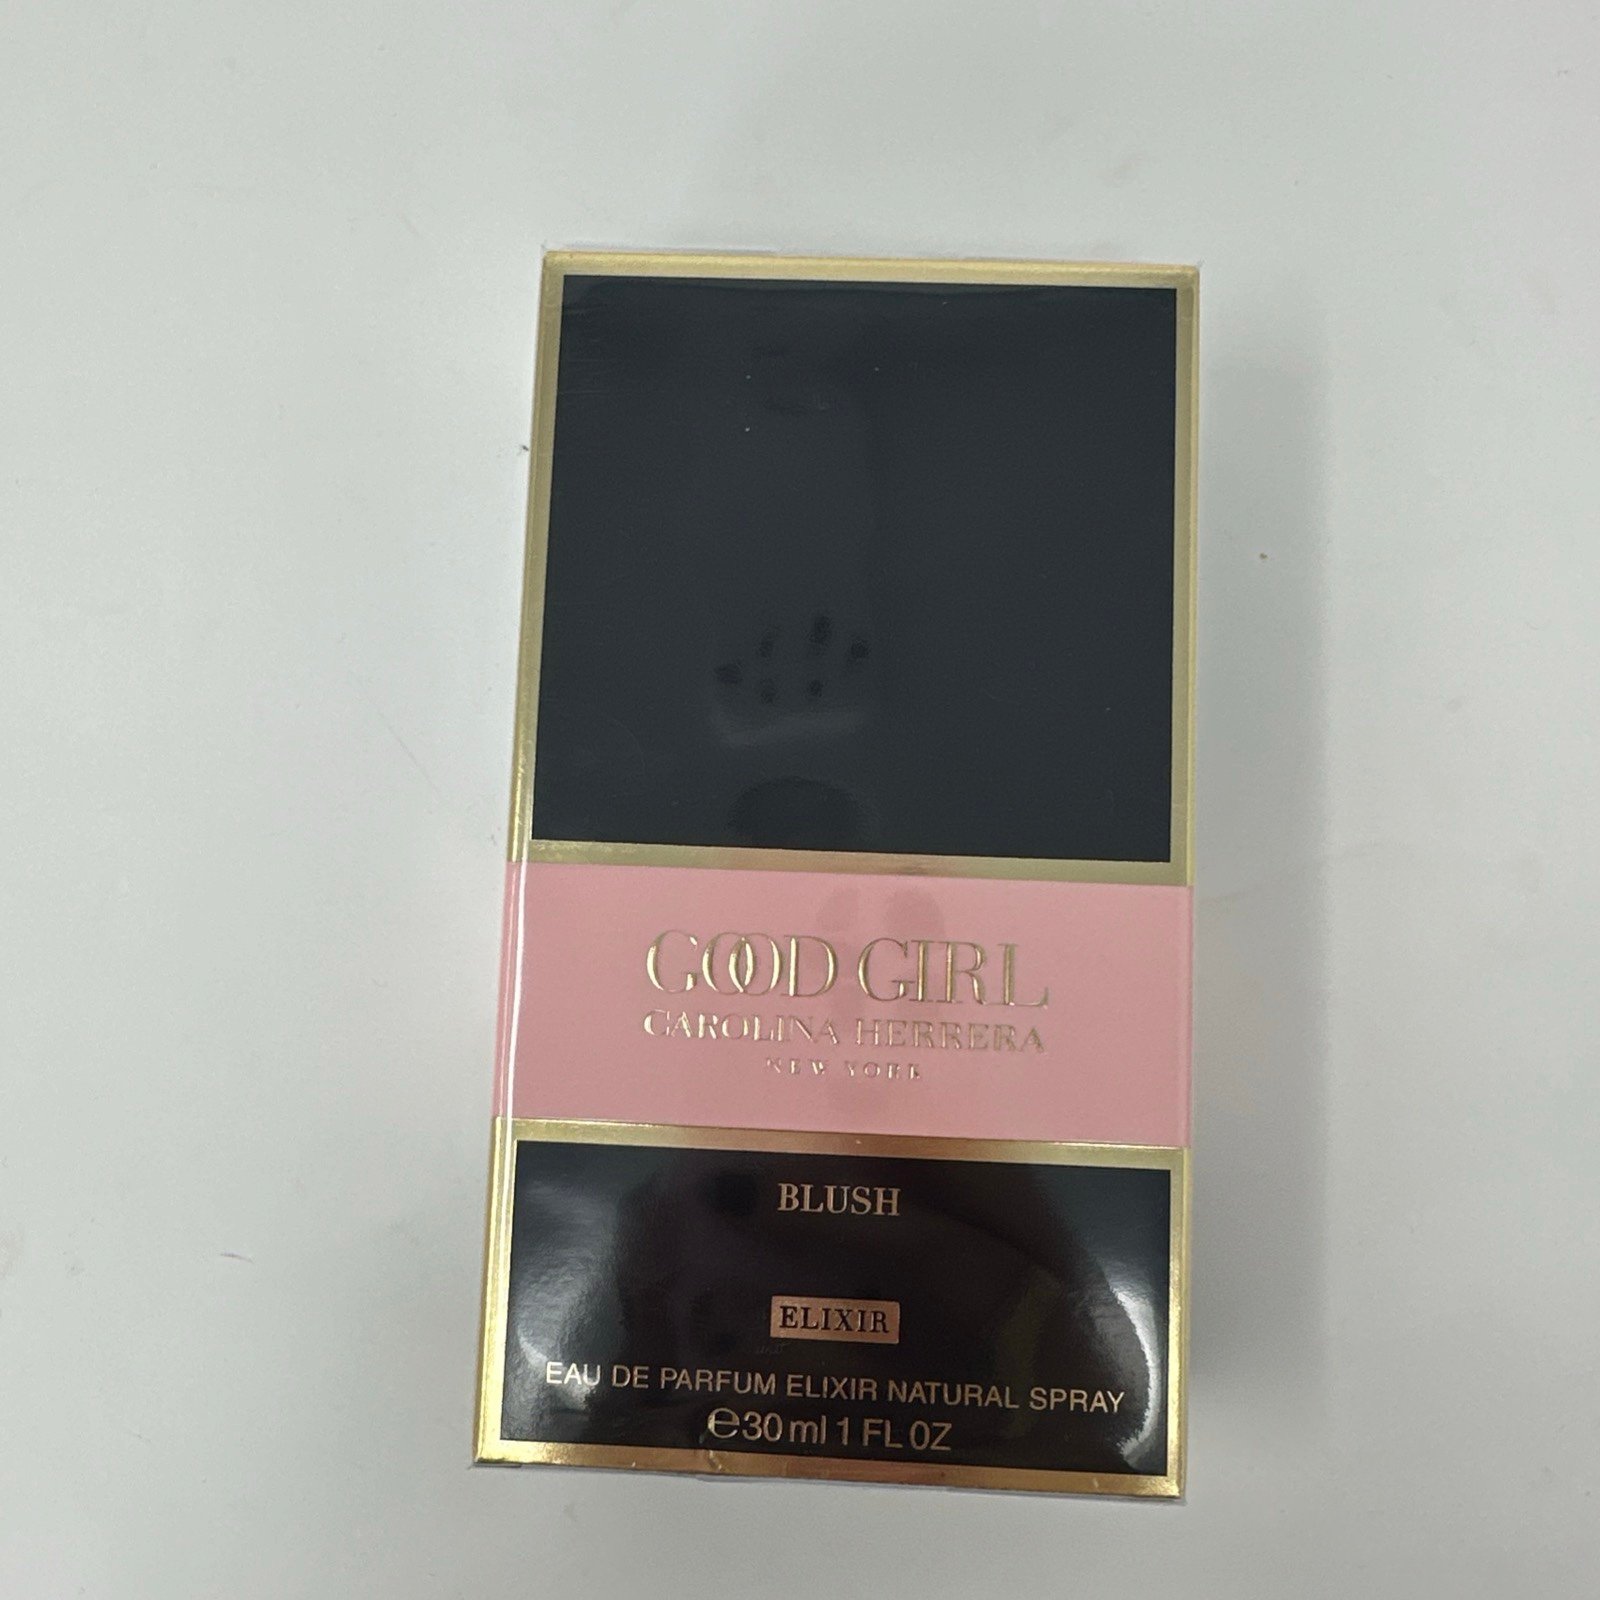 GOOD GIRL
CAROLINA HERRERA
NEW YORK
BLUSH
ELIXIR
EAU DE PARFUM ELIXIR NATURAL SPRAY
℮30 ml 1 FL OZ